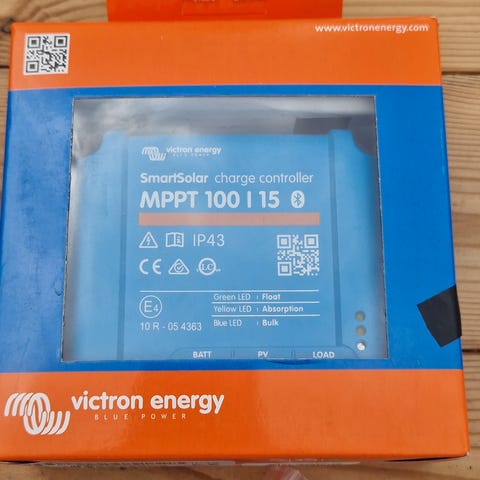 www.victronenergy.com
victron energy
BLUE POWER
SmartSolar charge controller
MPPT 100 | 15
IP43
CE
E4
Green LED : Float
Yellow LED : Absorption
Blue LED : Bulk
10 R - 05 4363
BATT PV LOAD
victron energy
BLUE POWER